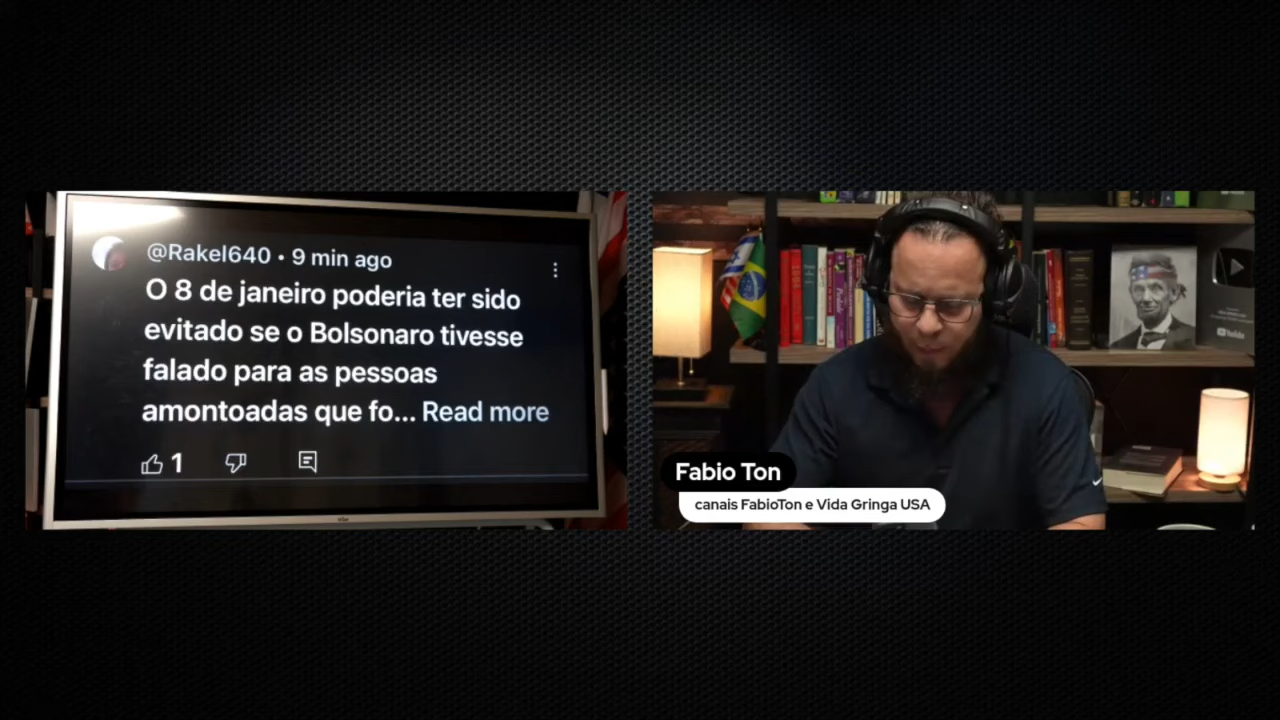 @Rakel640 • 9 min ago
O 8 de janeiro poderia ter sido
evitado se o Bolsonaro tivesse
falado para as pessoas
amontoadas que fo... Read more
1
Fabio Ton
canais FabioTon e Vida Gringa USA
YouTube